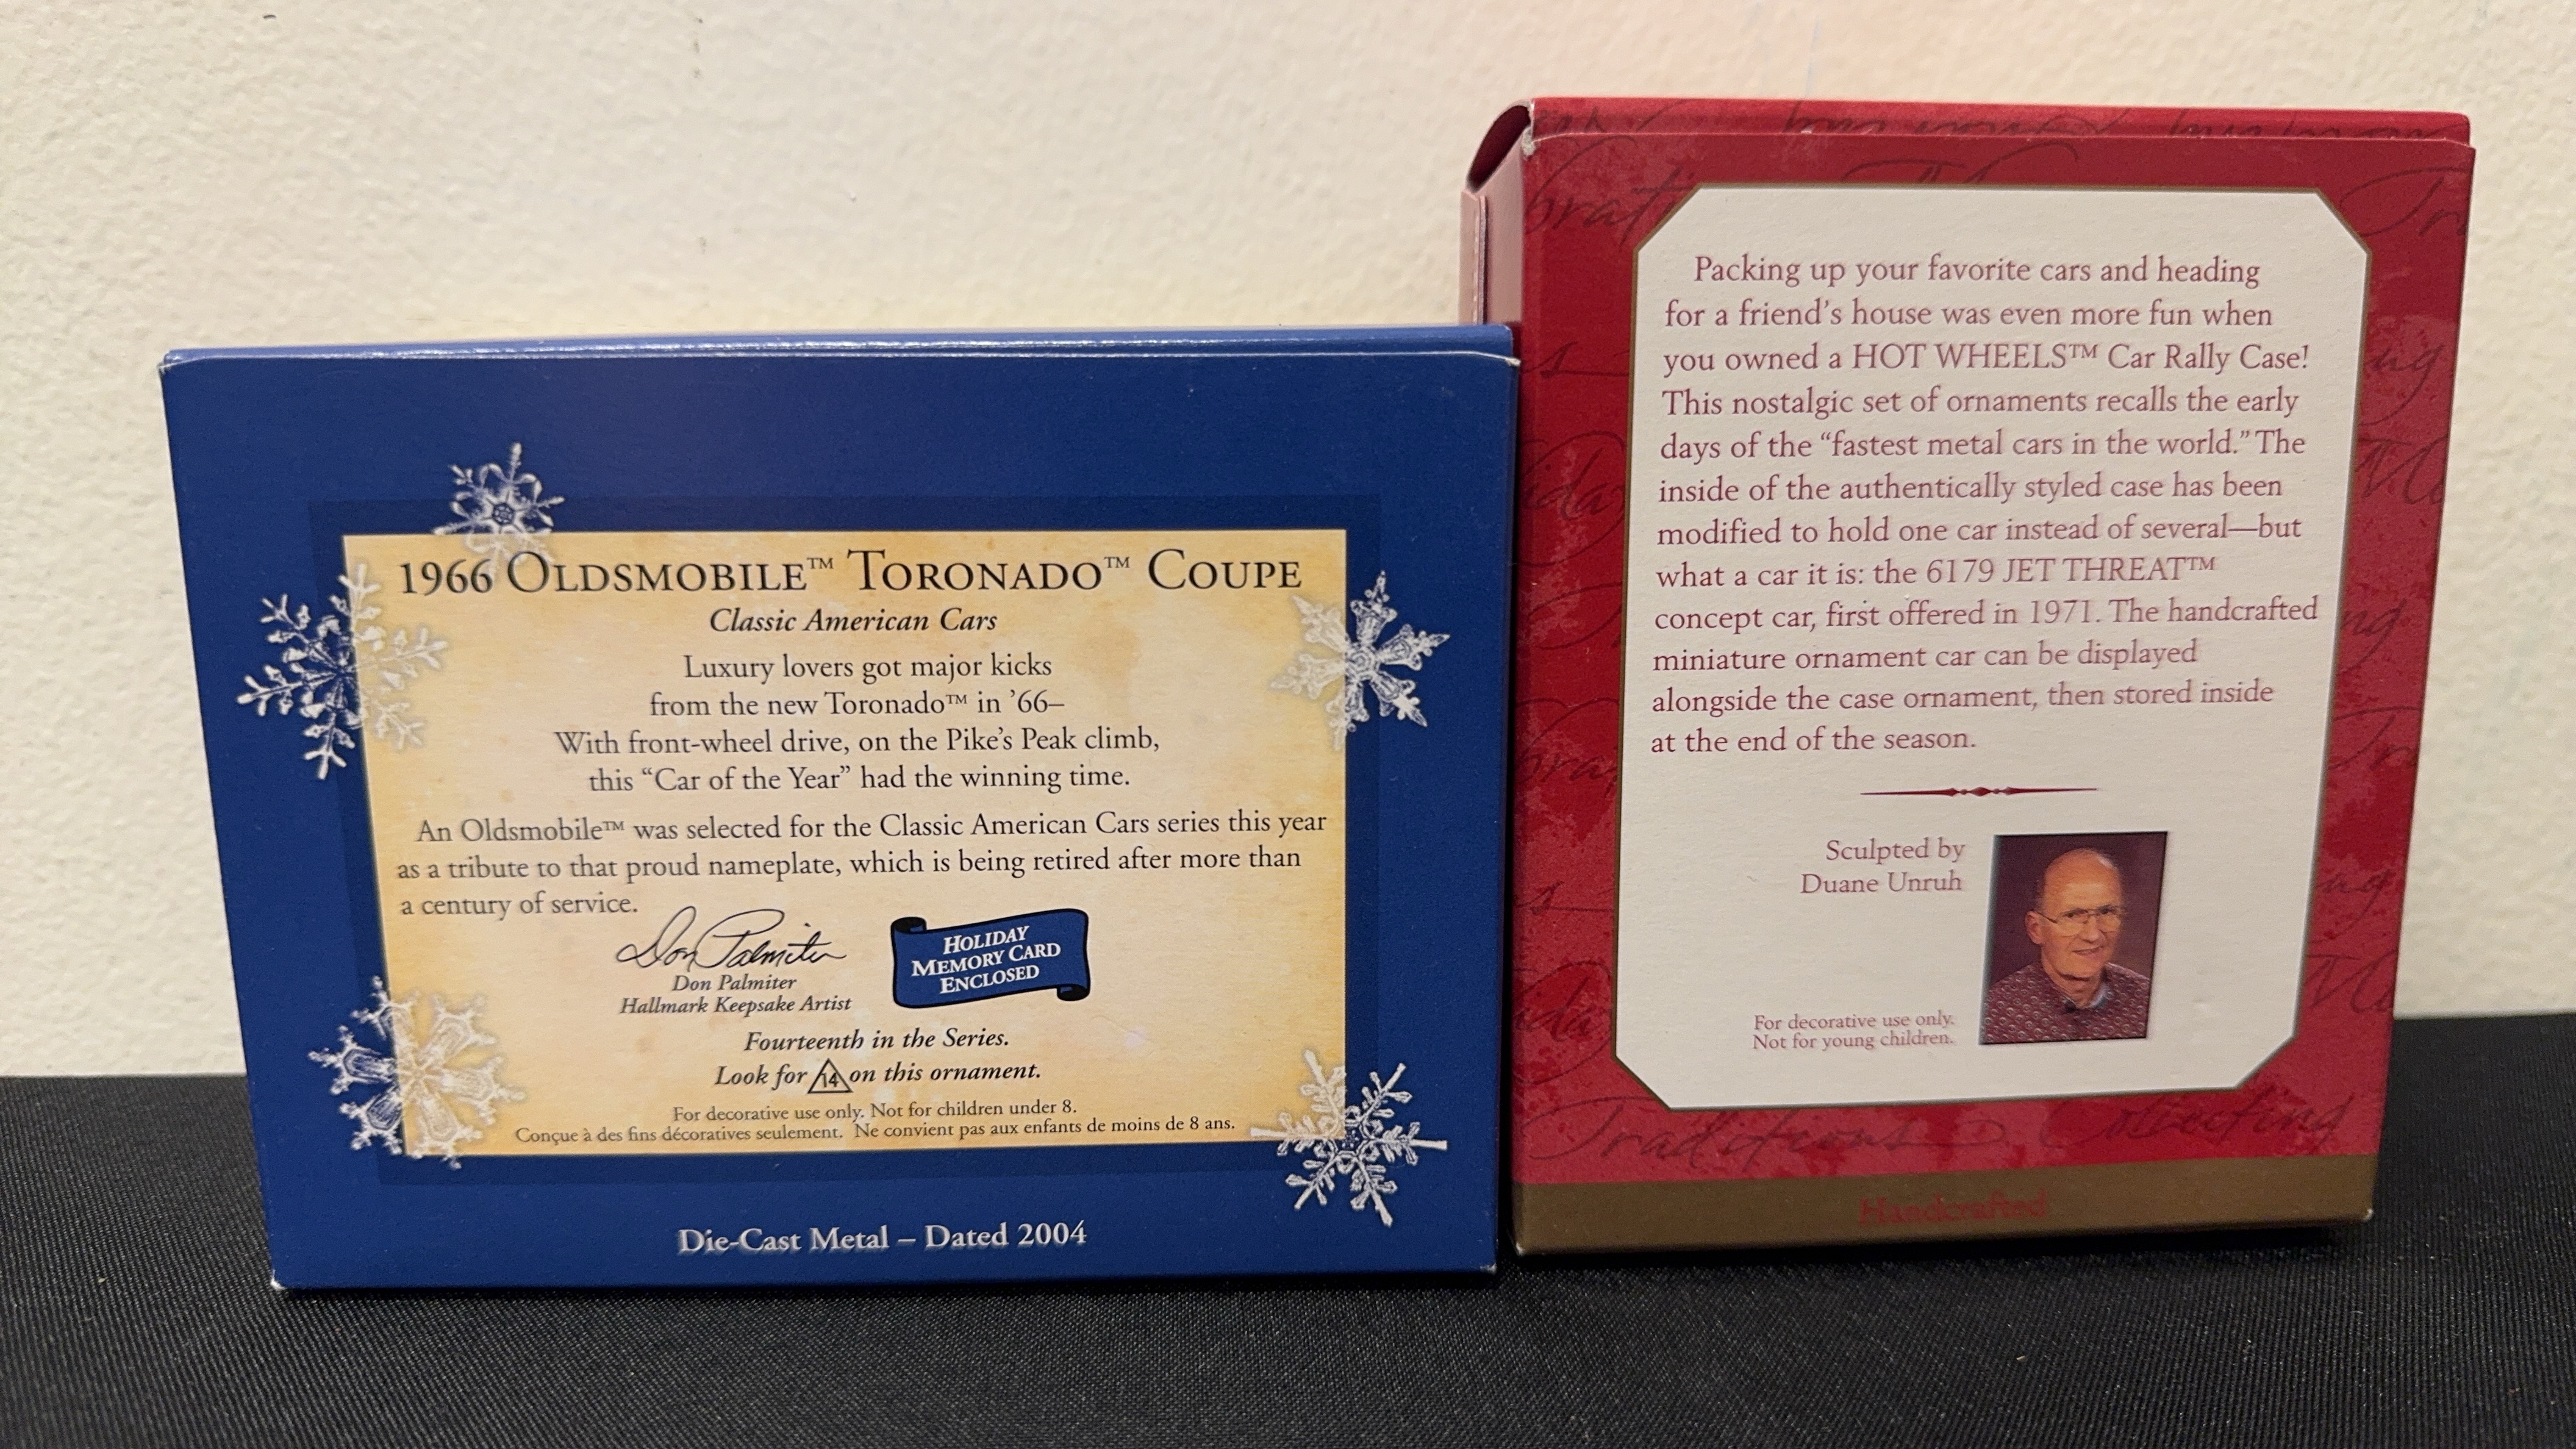 1966 OLDSMOBILE™ TORONADO™ COUPE
Classic American Cars
Luxury lovers got major kicks
from the new Toronado™ in '66–
With front-wheel drive, on the Pike's Peak climb,
this “Car of the Year” had the winning time.
An Oldsmobile™ was selected for the Classic American Cars series this year
as a tribute to that proud nameplate, which is being retired after more than
a century of service.
Don Palmiter
Don Palmiter
Hallmark Keepsake Artist
HOLIDAY
MEMORY CARD
ENCLOSED
Fourteenth in the Series.
Look for 14 on this ornament.
For decorative use only. Not for children under 8.
Conçue à des fins décoratives seulement. Ne convient pas aux enfants de moins de 8 ans.
Die-Cast Metal – Dated 2004
Packing up your favorite cars and heading
for a friend's house was even more fun when
you owned a HOT WHEELS™ Car Rally Case!
This nostalgic set of ornaments recalls the early
days of the “fastest metal cars in the world.” The
inside of the authentically styled case has been
modified to hold one car instead of several—but
what a car it is: the 6179 JET THREAT™
concept car, first offered in 1971. The handcrafted
miniature ornament car can be displayed
alongside the case ornament, then stored inside
at the end of the season.
Sculpted by
Duane Unruh
For decorative use only.
Not for young children.
Traditions
Handcrafted